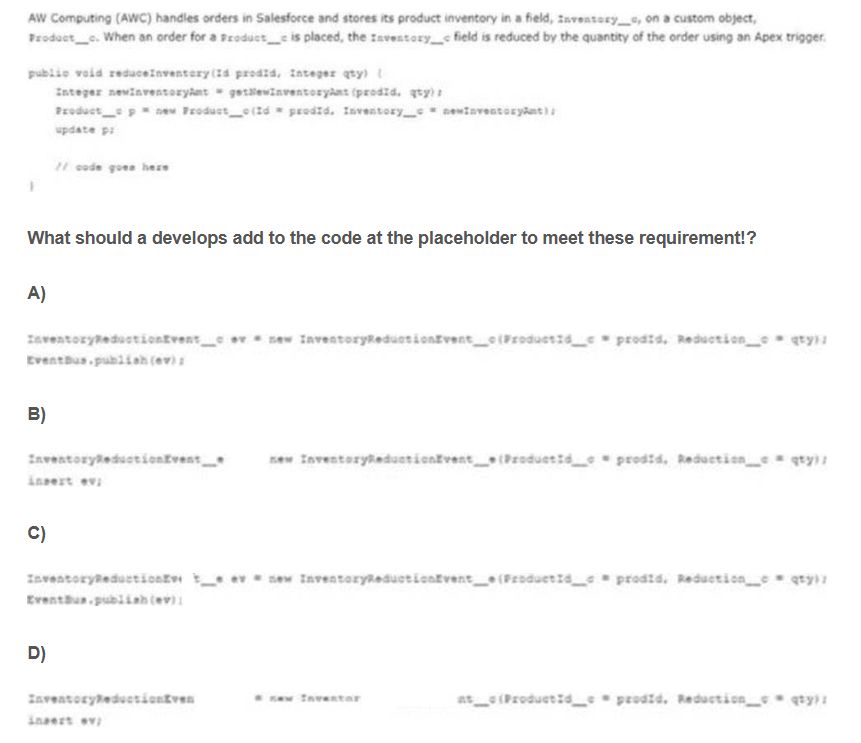 AW Computing (AWC) handles orders in Salesforce and stores its product inventory in a field, Inventory__c, on a custom object,
Product__c. When an order for a Product__c is placed, the Inventory__c field is reduced by the quantity of the order using an Apex trigger.
public void reduceInventory(Id prodId, Integer qty) {
Integer newInventoryAmt = getNewInventoryAmt(prodId, qty);
Product__c p = new Product__c(Id = prodId, Inventory__c = newInventoryAmt);
update p;
// code goes here
}
What should a develops add to the code at the placeholder to meet these requirement!?
A)
InventoryReductionEvent__c ev = new InventoryReductionEvent__c(ProductId__c = prodId, Reduction__c = qty);
EventBus.publish(ev);
B)
InventoryReductionEvent__e new InventoryReductionEvent__e(ProductId__c = prodId, Reduction__c = qty);
insert ev;
C)
InventoryReductionEve t__e ev = new InventoryReductionEvent__e(ProductId__c = prodId, Reduction__c = qty);
EventBus.publish(ev);
D)
InventoryReductionEven = new Inventor nt__c(ProductId__c = prodId, Reduction__c = qty);
insert ev;